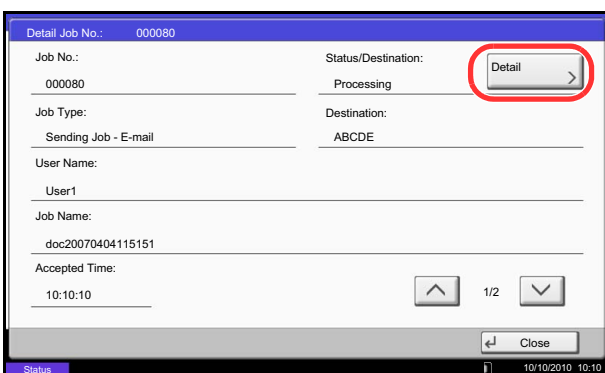 Detail Job No.: 000080
Job No.: Status/Destination:
000080 Processing
Detail
Job Type: Destination:
Sending Job - E-mail ABCDE
User Name:
User1
Job Name:
doc20070404115151
Accepted Time:
10:10:10 1/2
Close
Status 10/10/2010 10:10